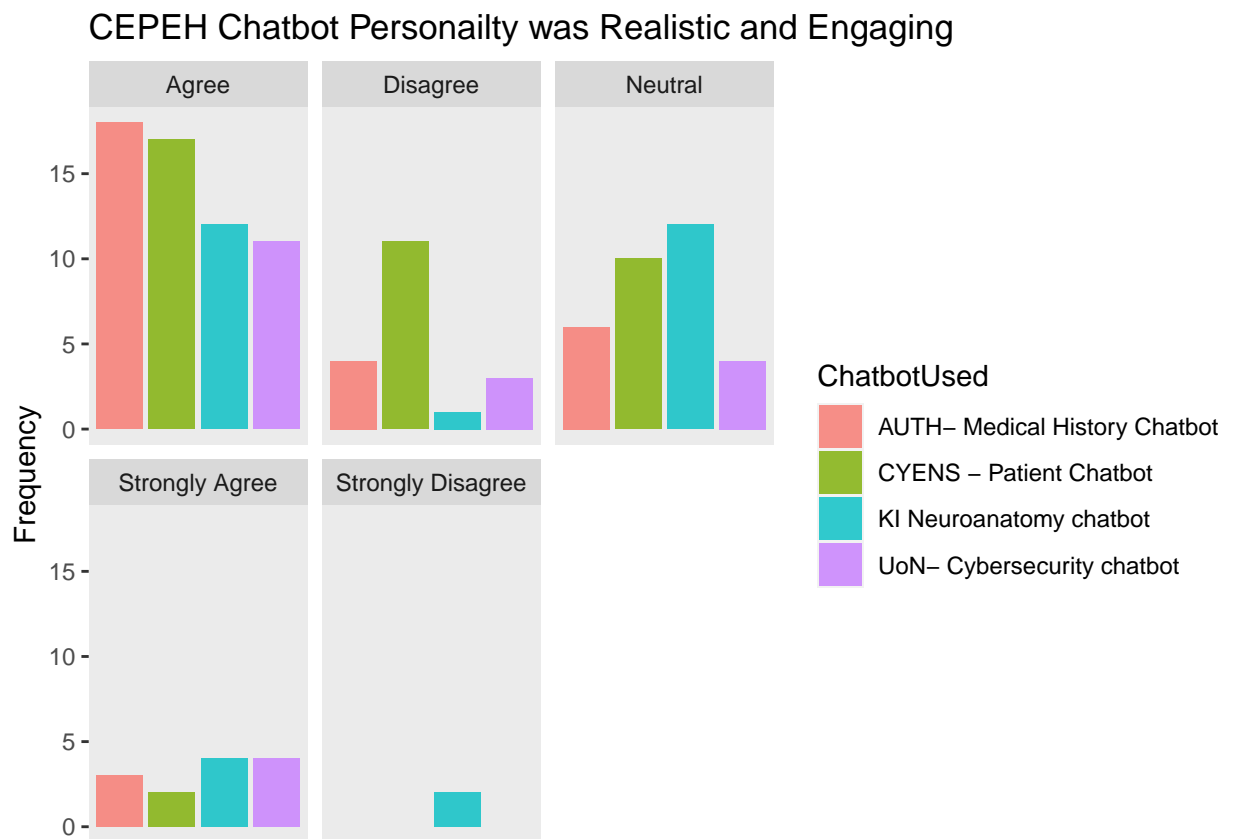 CEPEH Chatbot Personailty was Realistic and Engaging
Agree
Disagree
Neutral
15
10
5
0
Strongly Agree
Strongly Disagree
15
10
5
0
Frequency
ChatbotUsed
AUTH− Medical History Chatbot
CYENS − Patient Chatbot
KI Neuroanatomy chatbot
UoN− Cybersecurity chatbot